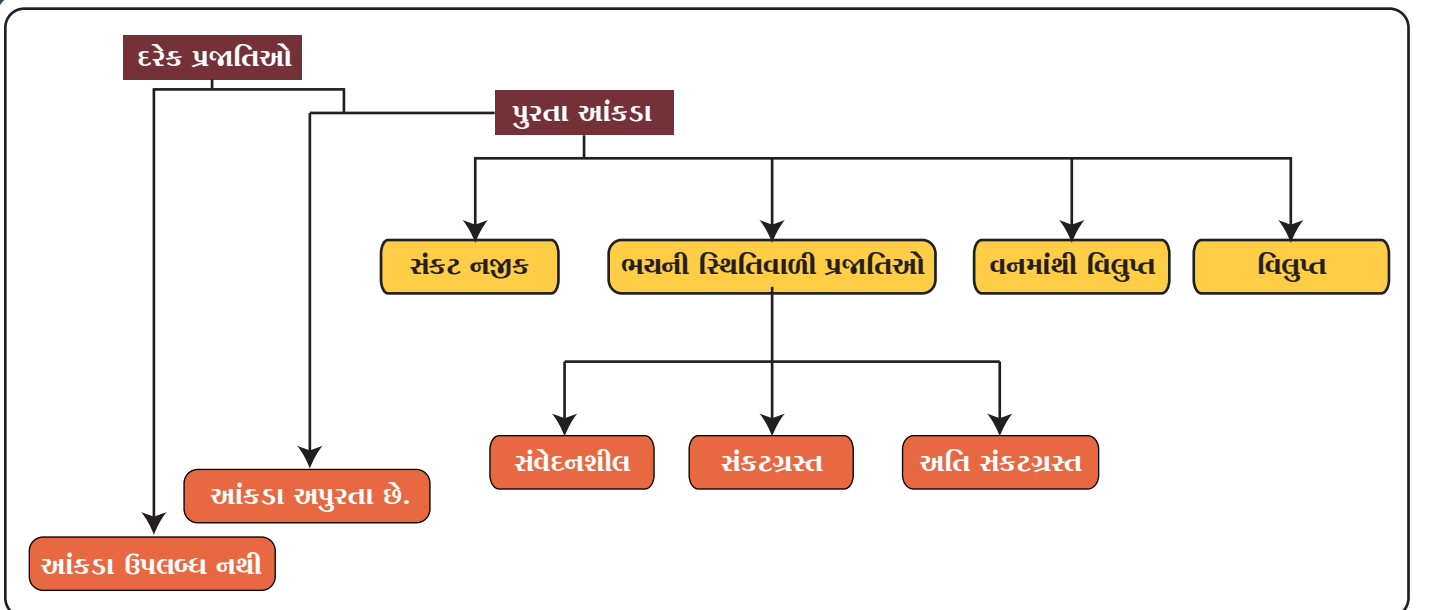 દરેક પ્રજાતિઓ
પુરતા આંકડા
સંકટ નજીક
ભયની સ્થિતિવાળી પ્રજાતિઓ
વનમાંથી વિલુપ્ત
વિલુપ્ત
સંવેદનશીલ
સંકટગ્રસ્ત
અતિ સંકટગ્રસ્ત
આંકડા અપુરતા છે.
આંકડા ઉપલબ્ધ નથી